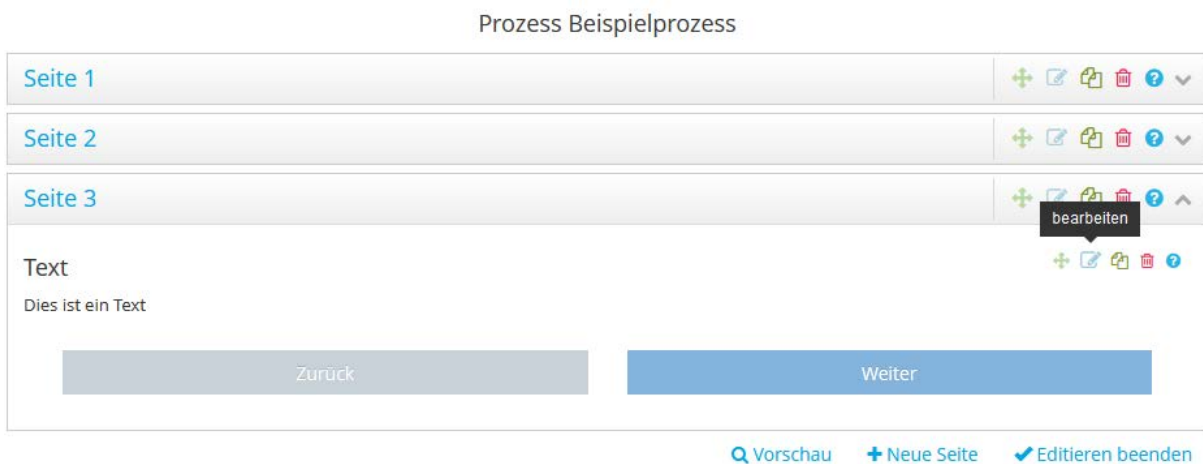 Prozess Beispielprozess
Seite 1
Seite 2
Seite 3
bearbeiten
Text
Dies ist ein Text
Zurück Weiter
Vorschau Neue Seite Editieren beenden